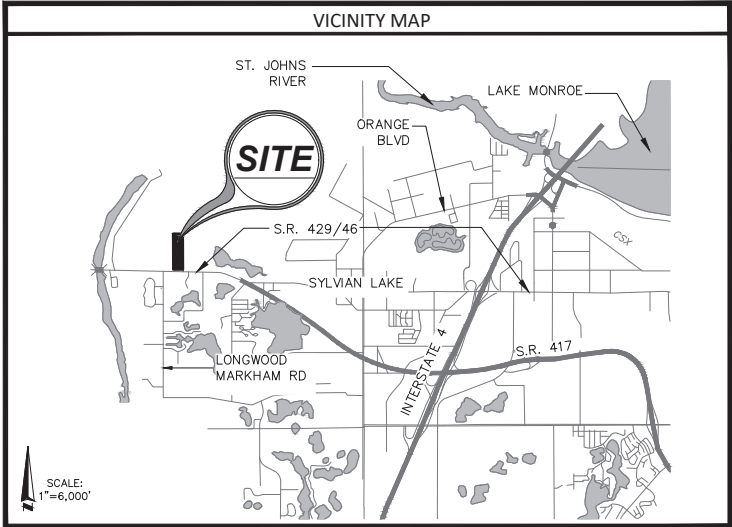 VICINITY MAP
ST. JOHNS
RIVER
LAKE MONROE
ORANGE
BLVD
SITE
S.R. 429/46
CSX
SYLVIAN LAKE
INTERSTATE 4
S.R. 417
LONGWOOD
MARKHAM RD
SCALE:
1"=6,000'